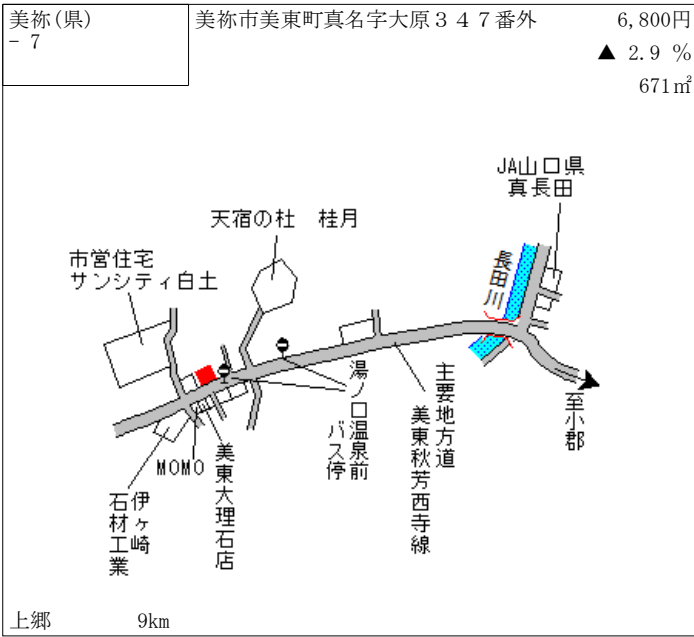 美祢(県)
- 7
美祢市美東町真名字大原３４７番外
6,800円
▲ 2.9 %
671㎡
JA山口県
真長田
天宿の杜 桂月
市営住宅
サンシティ白土
長田川
湯ノ口温泉前
バス停
主要地方道
美東秋芳西寺線
至小郡
MOMO
美東大理石店
伊ヶ崎
石材工業
上郷 9km